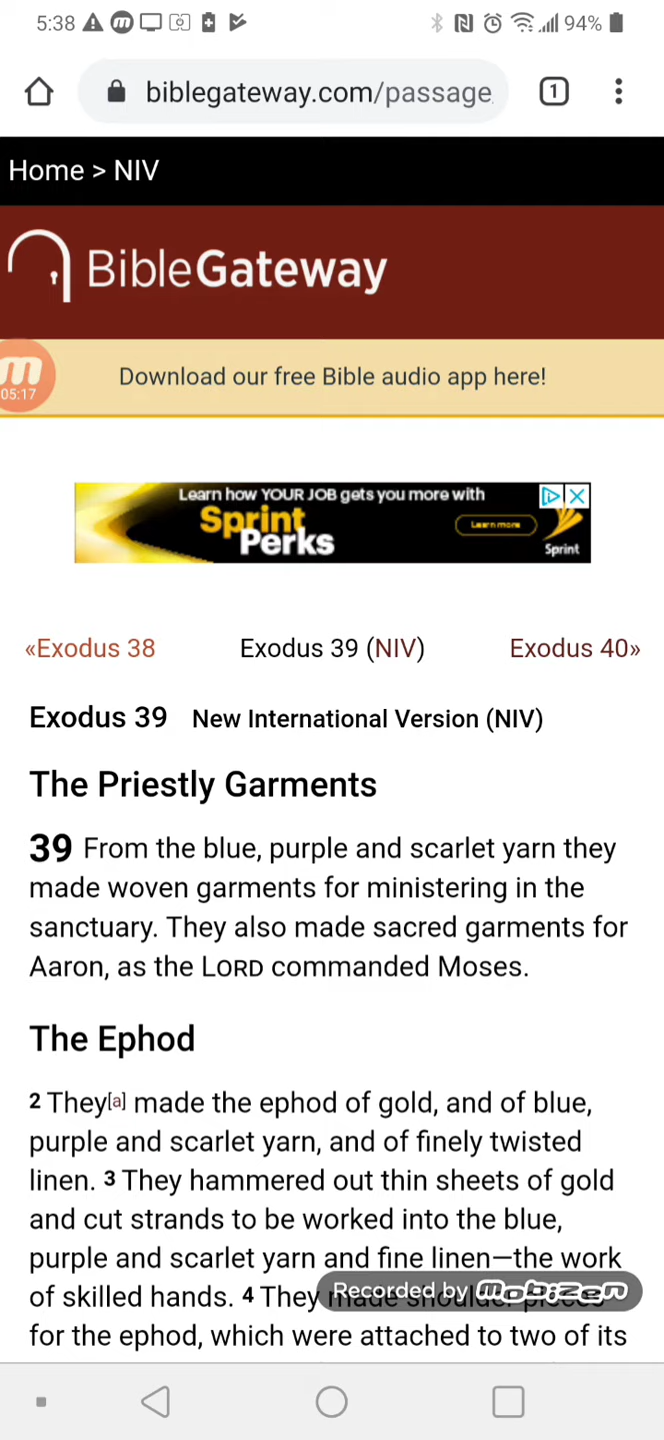 5:38
94%
biblegateway.com/passage
1
Home > NIV
BibleGateway
m
05:17
Download our free Bible audio app here!
Learn how YOUR JOB gets you more with
Sprint
Perks
Learn more
Sprint
«Exodus 38 Exodus 39 (NIV) Exodus 40»
Exodus 39 New International Version (NIV)
The Priestly Garments
39 From the blue, purple and scarlet yarn they
made woven garments for ministering in the
sanctuary. They also made sacred garments for
Aaron, as the LORD commanded Moses.
The Ephod
2 They[a] made the ephod of gold, and of blue,
purple and scarlet yarn, and of finely twisted
linen. 3 They hammered out thin sheets of gold
and cut strands to be worked into the blue,
purple and scarlet yarn and fine linen—the work
of skilled hands. 4 They made shoulder pieces
Recorded by mobizen
for the ephod, which were attached to two of its